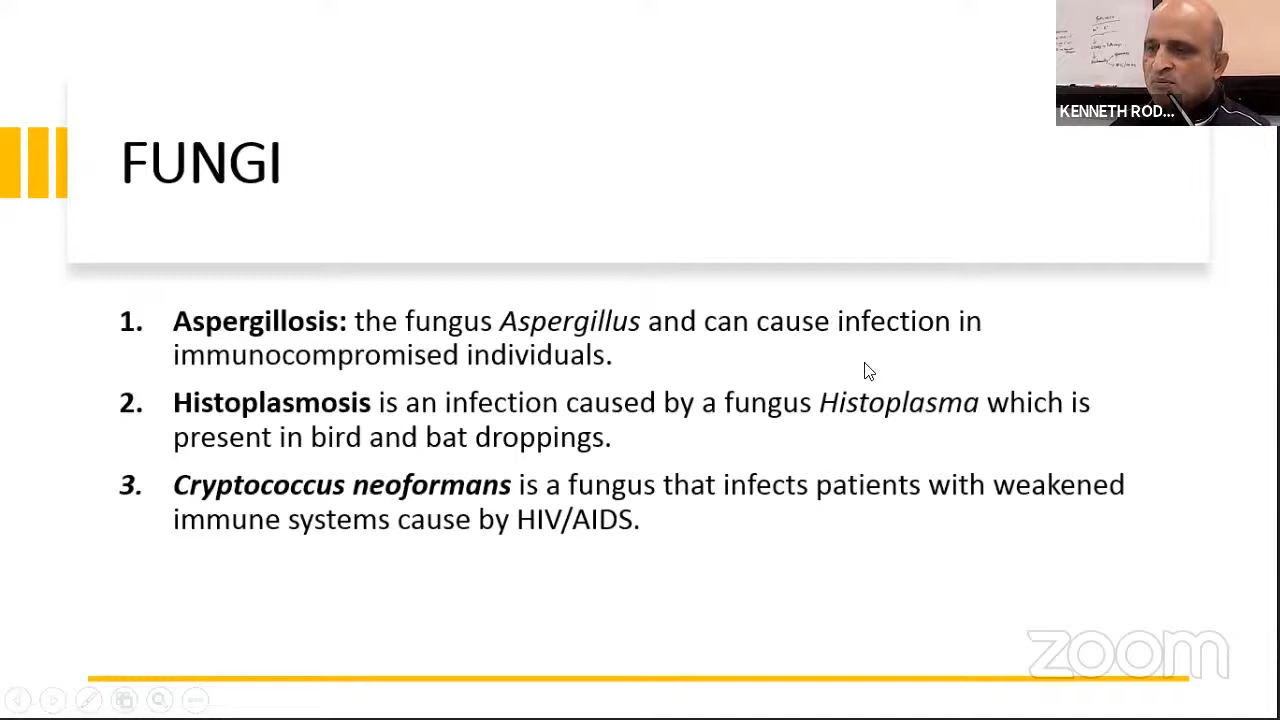 KENNETH ROD...
FUNGI
1. Aspergillosis: the fungus Aspergillus and can cause infection in
immunocompromised individuals.
2. Histoplasmosis is an infection caused by a fungus Histoplasma which is
present in bird and bat droppings.
3. Cryptococcus neoformans is a fungus that infects patients with weakened
immune systems cause by HIV/AIDS.
zoom